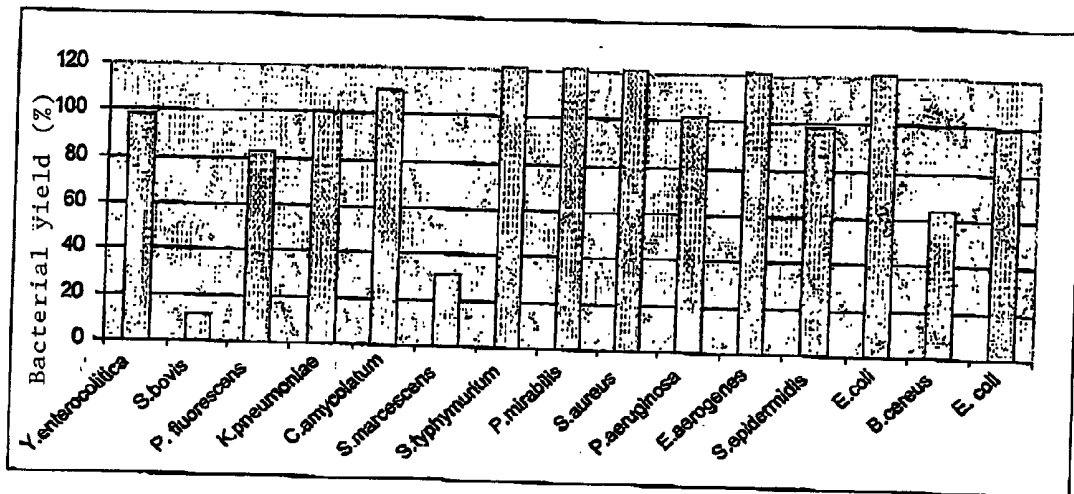 Bacterial yield (%)
120
100
80
60
40
20
0
Y.enterocolitica
S.bovis
P. fluorescens
K.pneumoniae
C.amycolatum
S.marcescens
S.typhymurium
P.mirabilis
S.aureus
P.aeruginosa
E.aerogenes
S.epidermidis
E.coli
B.cereus
E. coli